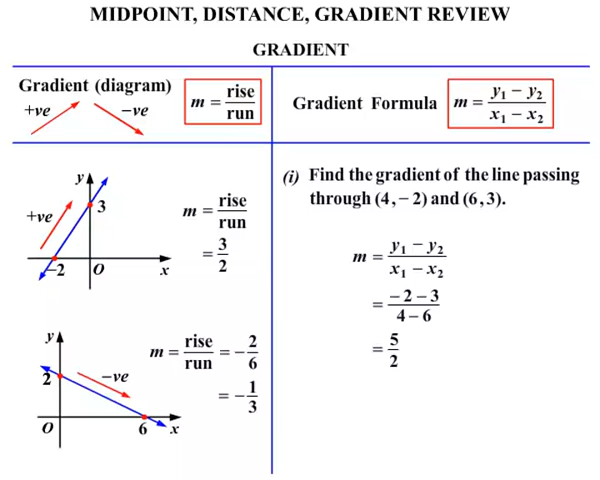 MIDPOINT, DISTANCE, GRADIENT REVIEW
GRADIENT
Gradient (diagram)
+ve
−ve
m = rise/run
y
3
+ve
−2
O
x
m = rise/run
= 3/2
y
2
−ve
O
6
x
m = rise/run = −2/6
= −1/3
Gradient Formula m = (y₁ − y₂)/(x₁ − x₂)
(i) Find the gradient of the line passing
through (4, −2) and (6, 3).
m = (y₁ − y₂)/(x₁ − x₂)
= (−2 − 3)/(4 − 6)
= 5/2